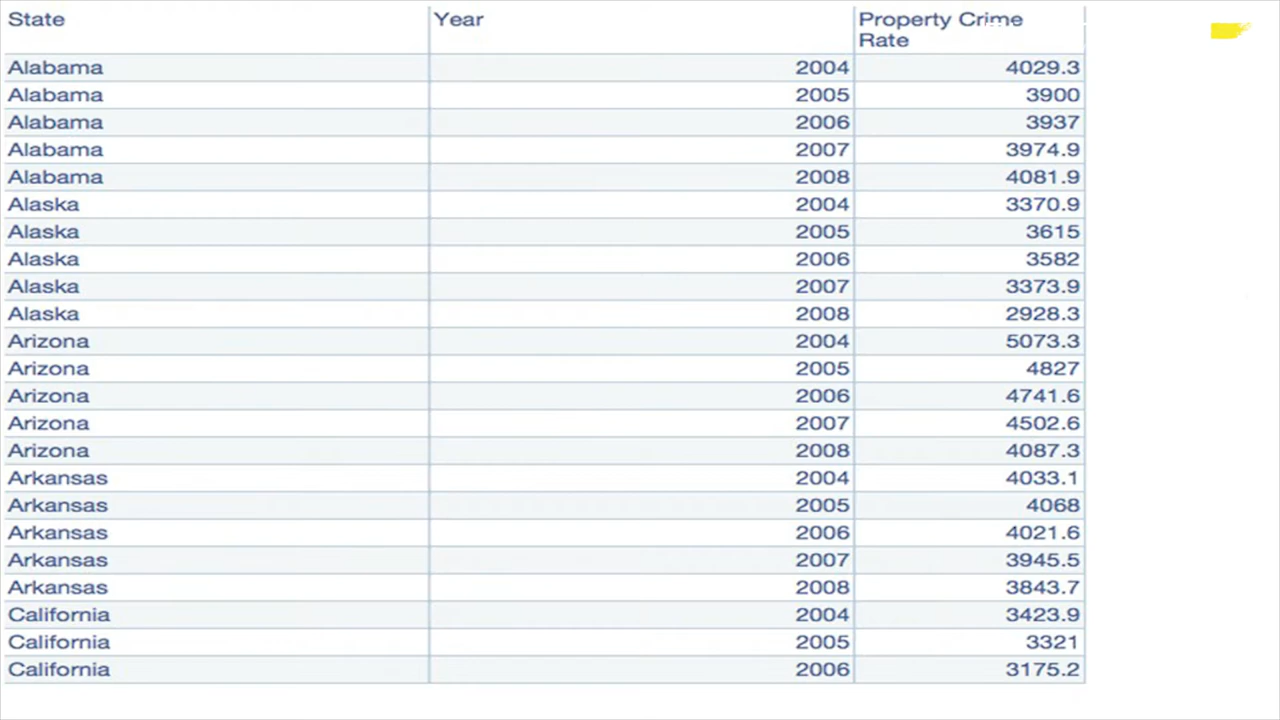 State Year Property Crime
Rate
Alabama 2004 4029.3
Alabama 2005 3900
Alabama 2006 3937
Alabama 2007 3974.9
Alabama 2008 4081.9
Alaska 2004 3370.9
Alaska 2005 3615
Alaska 2006 3582
Alaska 2007 3373.9
Alaska 2008 2928.3
Arizona 2004 5073.3
Arizona 2005 4827
Arizona 2006 4741.6
Arizona 2007 4502.6
Arizona 2008 4087.3
Arkansas 2004 4033.1
Arkansas 2005 4068
Arkansas 2006 4021.6
Arkansas 2007 3945.5
Arkansas 2008 3843.7
California 2004 3423.9
California 2005 3321
California 2006 3175.2